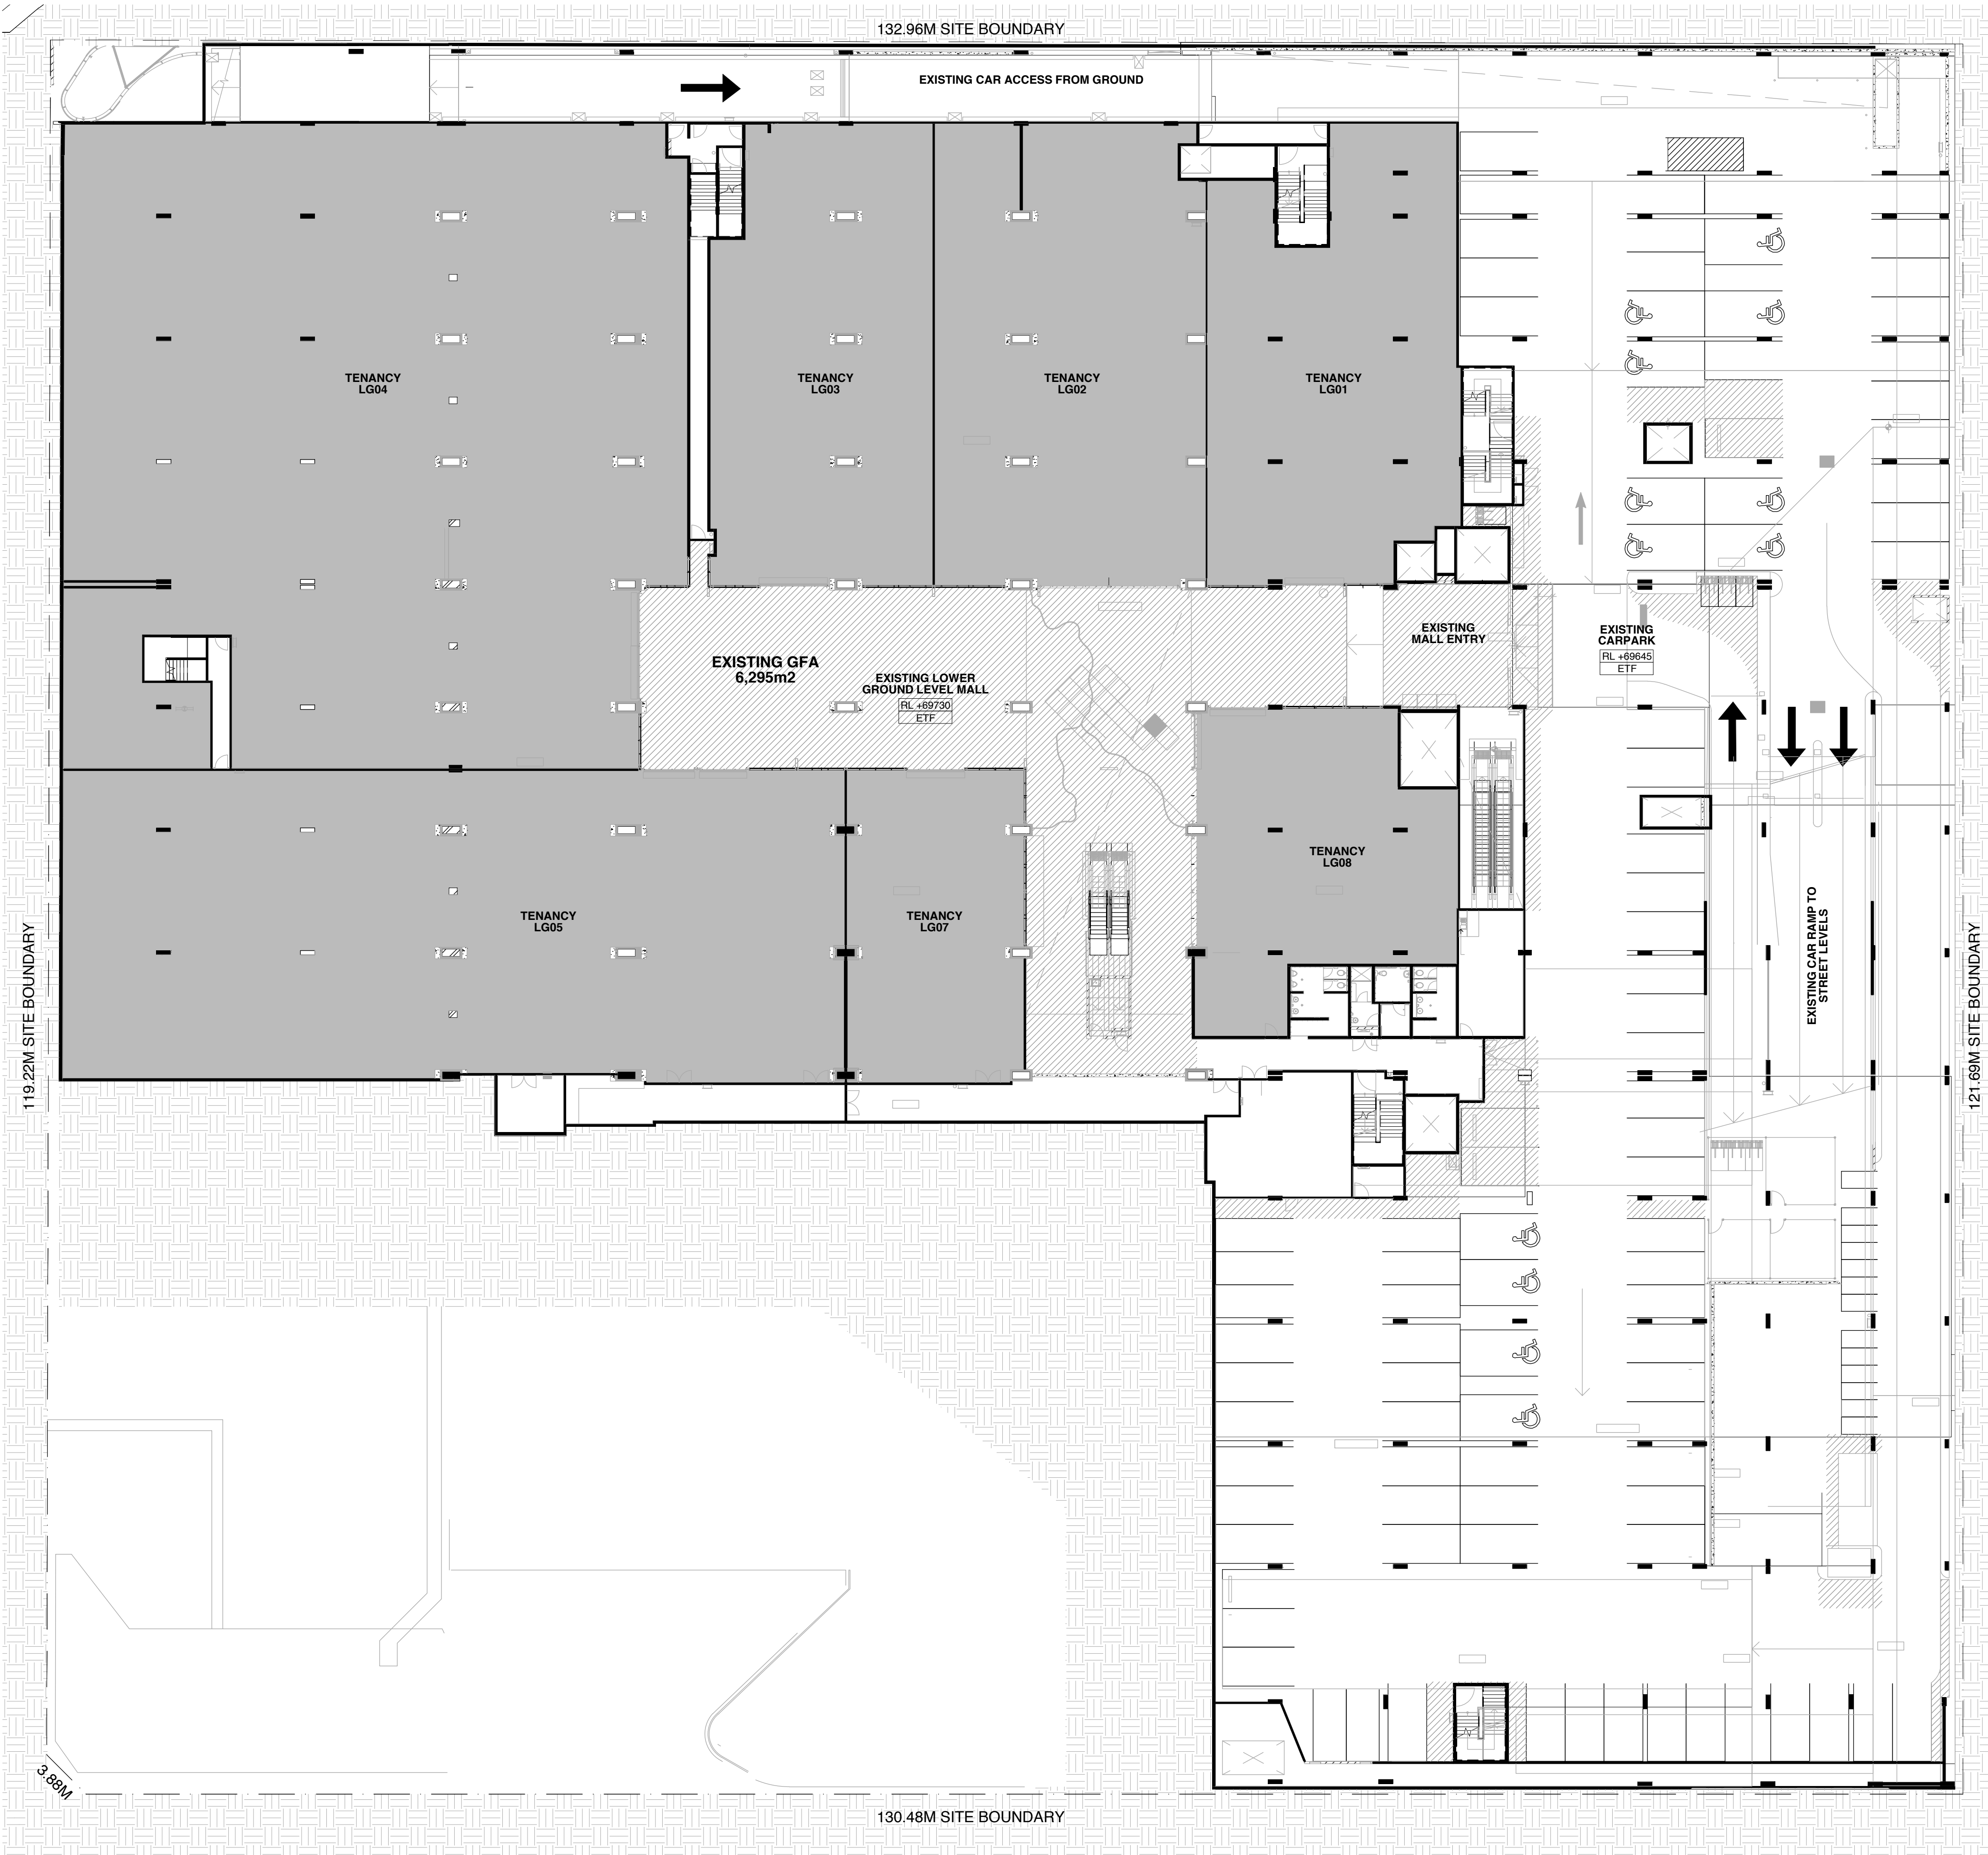 132.96M SITE BOUNDARY
EXISTING CAR ACCESS FROM GROUND
TENANCY
LG04
TENANCY
LG03
TENANCY
LG02
TENANCY
LG01
EXISTING GFA
6,295m2
EXISTING LOWER
GROUND LEVEL MALL
RL +69730
ETF
EXISTING
MALL ENTRY
EXISTING
CARPARK
RL +69645
ETF
TENANCY
LG05
TENANCY
LG07
TENANCY
LG08
EXISTING CAR RAMP TO
STREET LEVELS
119.22M SITE BOUNDARY
121.69M SITE BOUNDARY
3.88M
130.48M SITE BOUNDARY